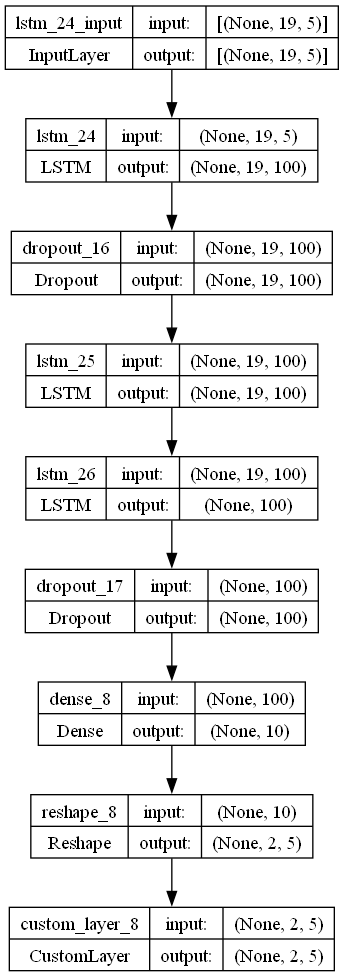 lstm_24_input input: [(None, 19, 5)]
InputLayer output: [(None, 19, 5)]
lstm_24 input: (None, 19, 5)
LSTM output: (None, 19, 100)
dropout_16 input: (None, 19, 100)
Dropout output: (None, 19, 100)
lstm_25 input: (None, 19, 100)
LSTM output: (None, 19, 100)
lstm_26 input: (None, 19, 100)
LSTM output: (None, 100)
dropout_17 input: (None, 100)
Dropout output: (None, 100)
dense_8 input: (None, 100)
Dense output: (None, 10)
reshape_8 input: (None, 10)
Reshape output: (None, 2, 5)
custom_layer_8 input: (None, 2, 5)
CustomLayer output: (None, 2, 5)